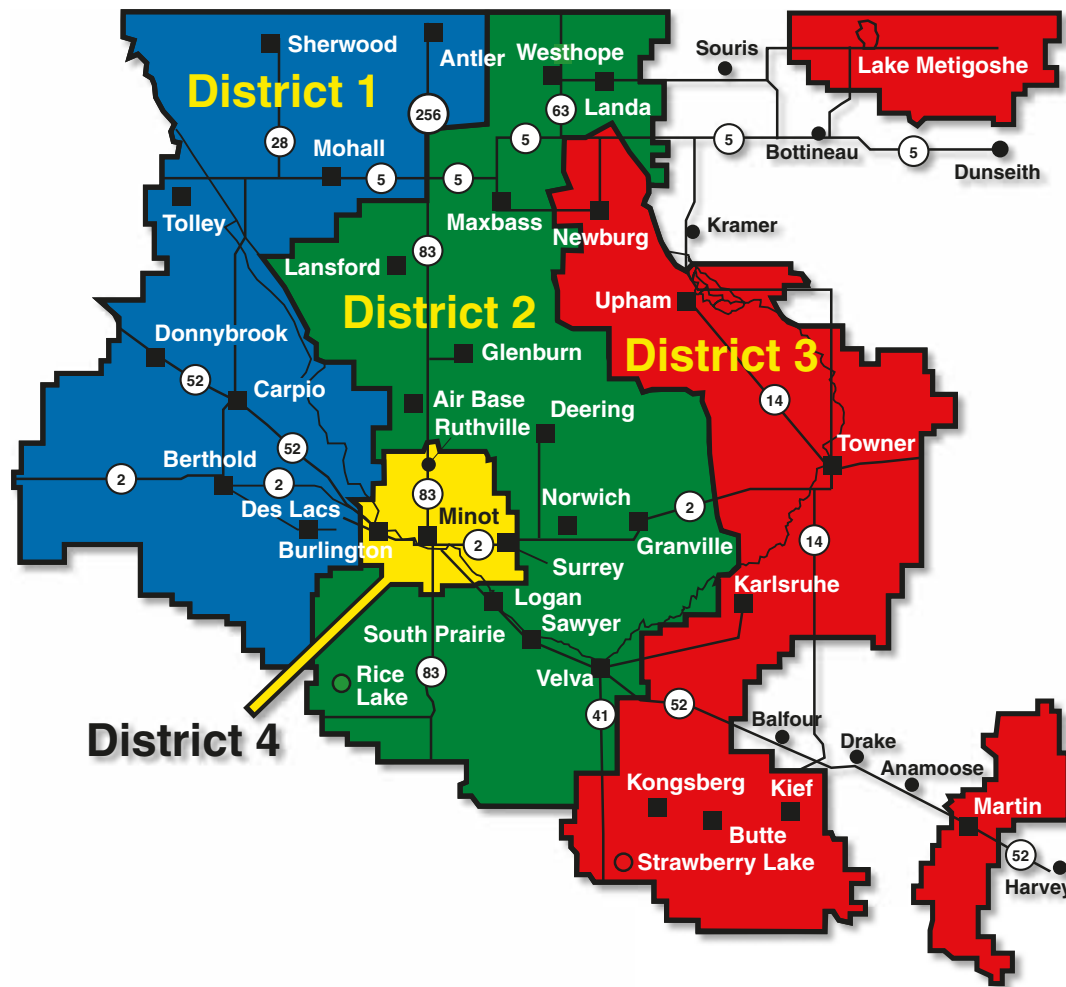 Sherwood
Antler
Westhope
Souris
Lake Metigoshe
District 1
Landa
256
63
28
Mohall
5
5
5
5
5
Bottineau
Dunseith
Tolley
Maxbass
Newburg
Kramer
83
Lansford
Upham
District 2
Donnybrook
Glenburn
District 3
52
Carpio
14
Air Base
Ruthville
Deering
52
Towner
Berthold
2
2
83
Norwich
2
Des Lacs
Minot
Burlington
2
Granville
14
Surrey
Karlsruhe
Logan
South Prairie
Sawyer
83
Rice
Lake
Velva
41
52
Balfour
District 4
Drake
Anamoose
Kongsberg
Kief
Martin
Butte
Strawberry Lake
52
Harvey